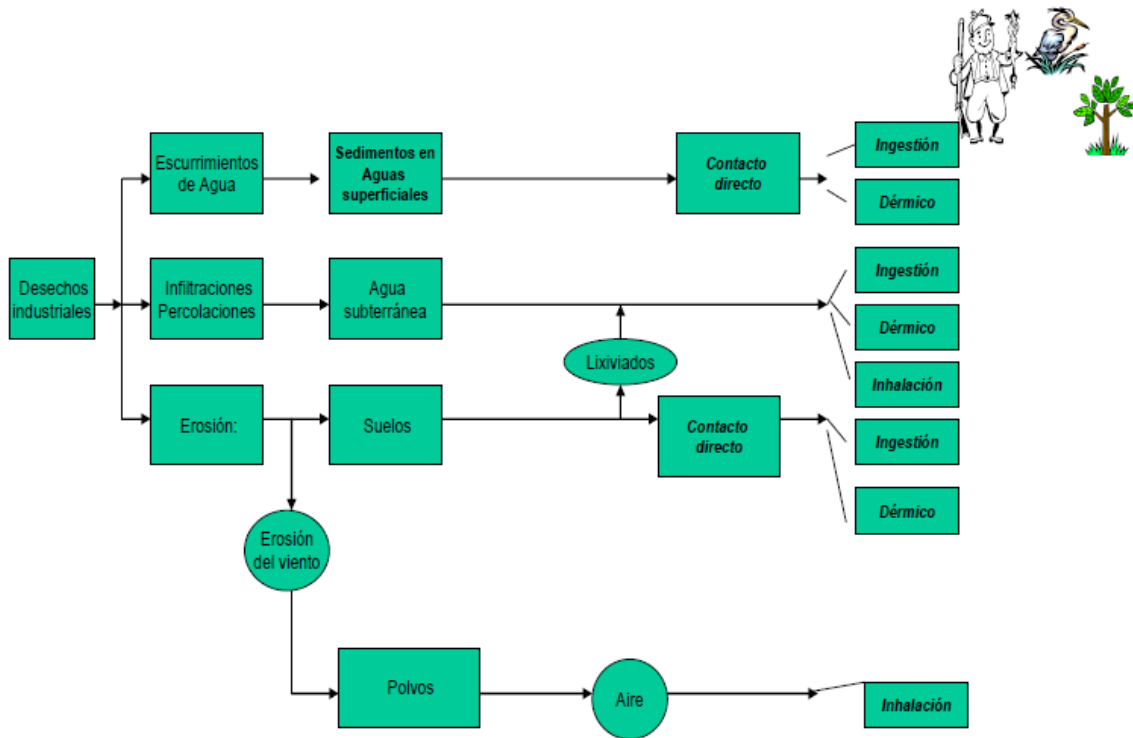 Escurrimientos
de Agua
Sedimentos en
Aguas
superficiales
Contacto
directo
Ingestión
Dérmico
Desechos
industriales
Infiltraciones
Percolaciones
Agua
subterránea
Ingestión
Dérmico
Inhalación
Lixiviados
Erosión:
Suelos
Contacto
directo
Ingestión
Dérmico
Erosión
del viento
Polvos
Aire
Inhalación